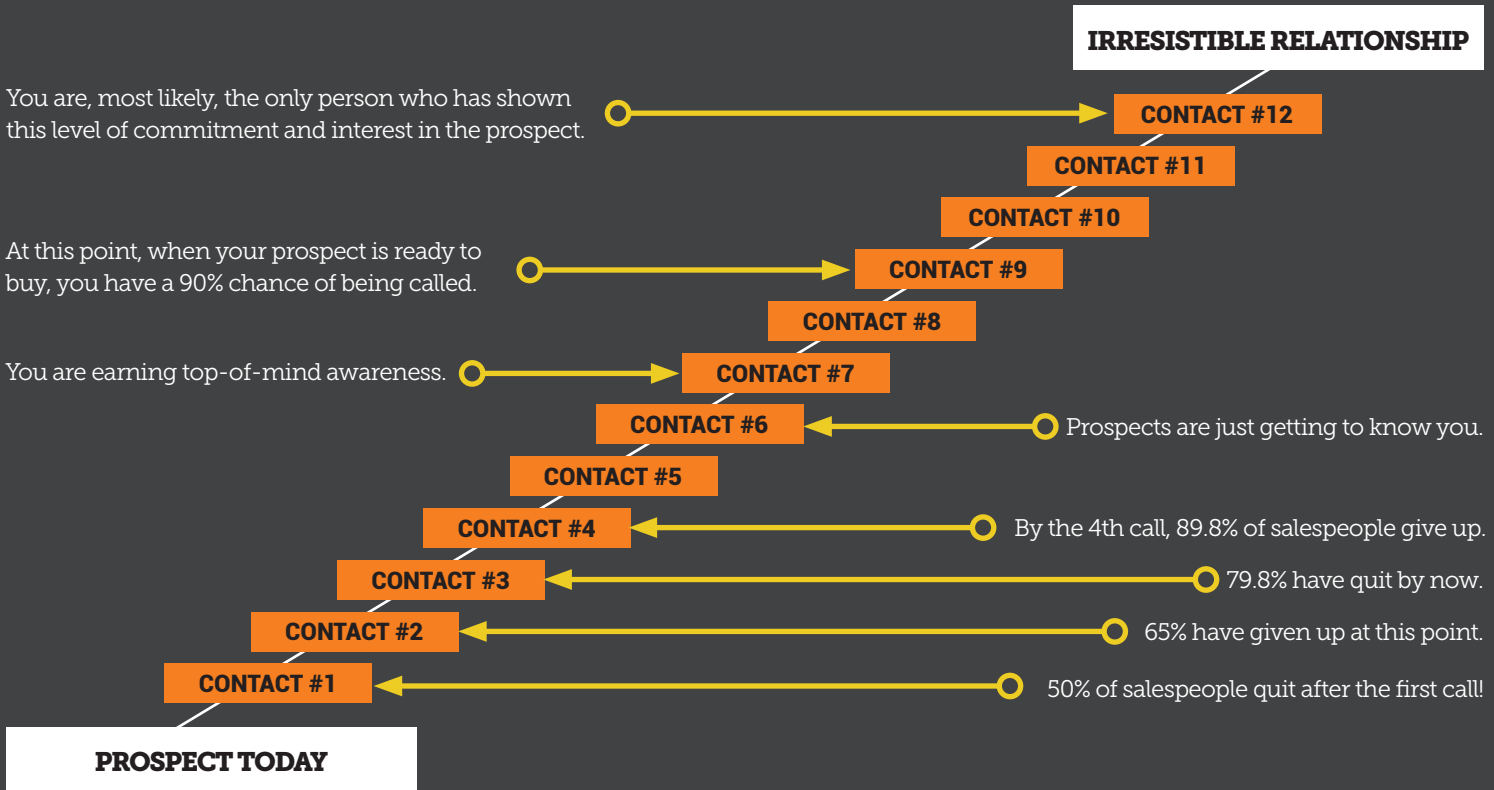 IRRESISTIBLE RELATIONSHIP
You are, most likely, the only person who has shown
this level of commitment and interest in the prospect.
CONTACT #12
CONTACT #11
CONTACT #10
At this point, when your prospect is ready to
buy, you have a 90% chance of being called.
CONTACT #9
CONTACT #8
You are earning top-of-mind awareness.
CONTACT #7
CONTACT #6
Prospects are just getting to know you.
CONTACT #5
CONTACT #4
By the 4th call, 89.8% of salespeople give up.
CONTACT #3
79.8% have quit by now.
CONTACT #2
65% have given up at this point.
CONTACT #1
50% of salespeople quit after the first call!
PROSPECT TODAY